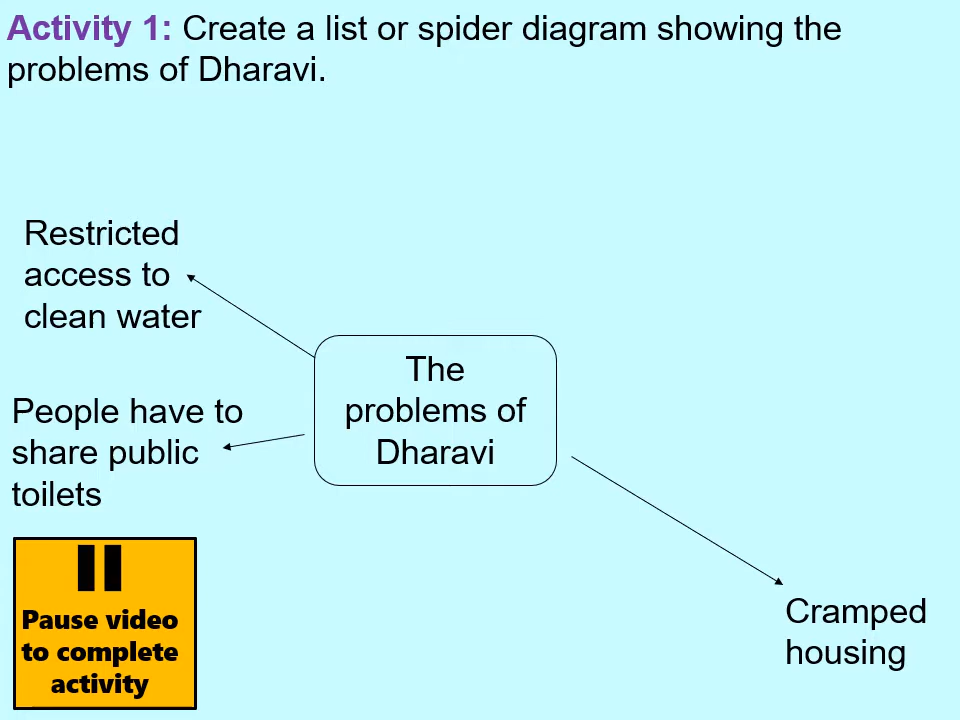 Activity 1: Create a list or spider diagram showing the
problems of Dharavi.
Restricted
access to
clean water
The
problems of
Dharavi
People have to
share public
toilets
Pause video
to complete
activity
Cramped
housing